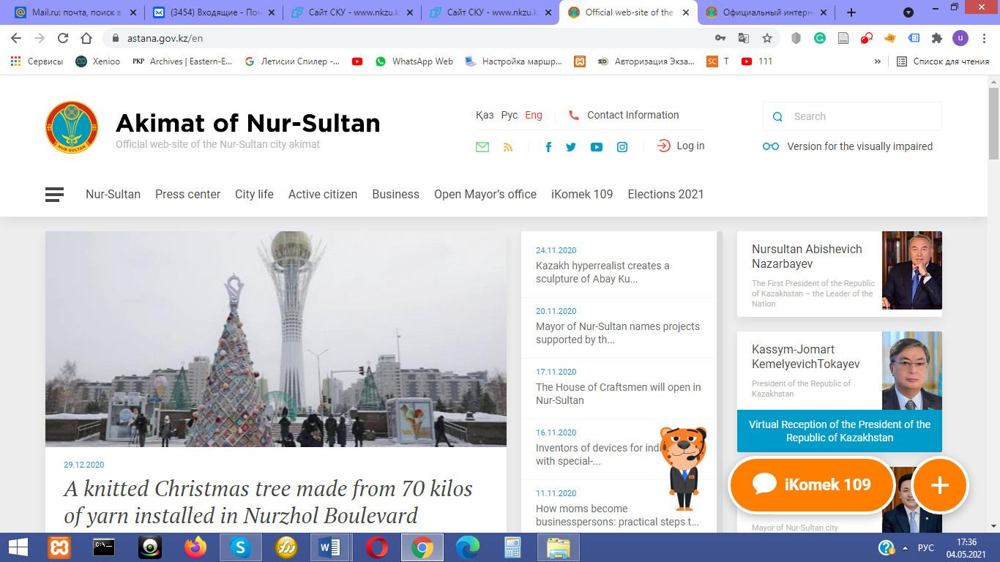 Mail.ru: почта, поиск в
(3454) Входящие - Поч
Сайт СКУ - www.nkzu.k
Сайт СКУ - www.nkzu.k
Official web-site of the
Официальный интерн
astana.gov.kz/en
u
Сервисы
Xenioo
PKP Archives | Eastern-E...
Летисии Спилер -...
WhatsApp Web
Настройка маршр...
Авторизация Экза...
SC T
111
»
Список для чтения
NUR-SULTAN
Akimat of Nur-Sultan
Official web-site of the Nur-Sultan city akimat
Қаз Рус Eng
Contact Information
Log in
Search
Version for the visually impaired
Nur-Sultan Press center City life Active citizen Business Open Mayor's office iKomek 109 Elections 2021
29.12.2020
A knitted Christmas tree made from 70 kilos
of yarn installed in Nurzhol Boulevard
24.11.2020
Kazakh hyperrealist creates a
sculpture of Abay Ku...
20.11.2020
Mayor of Nur-Sultan names projects
supported by th...
17.11.2020
The House of Craftsmen will open in
Nur-Sultan
16.11.2020
Inventors of devices for indi
with special-...
11.11.2020
How moms become
businesspersons: practical steps t...
Nursultan Abishevich
Nazarbayev
The First President of the Republic
of Kazakhstan – the Leader of the
Nation
Kassym-Jomart
KemelyevichTokayev
President of the Republic of
Kazakhstan
Virtual Reception of the President of the
Republic of Kazakhstan
iKomek 109
Mayor of Nur-Sultan city
C:\
S
W
РУС
17:36
04.05.2021